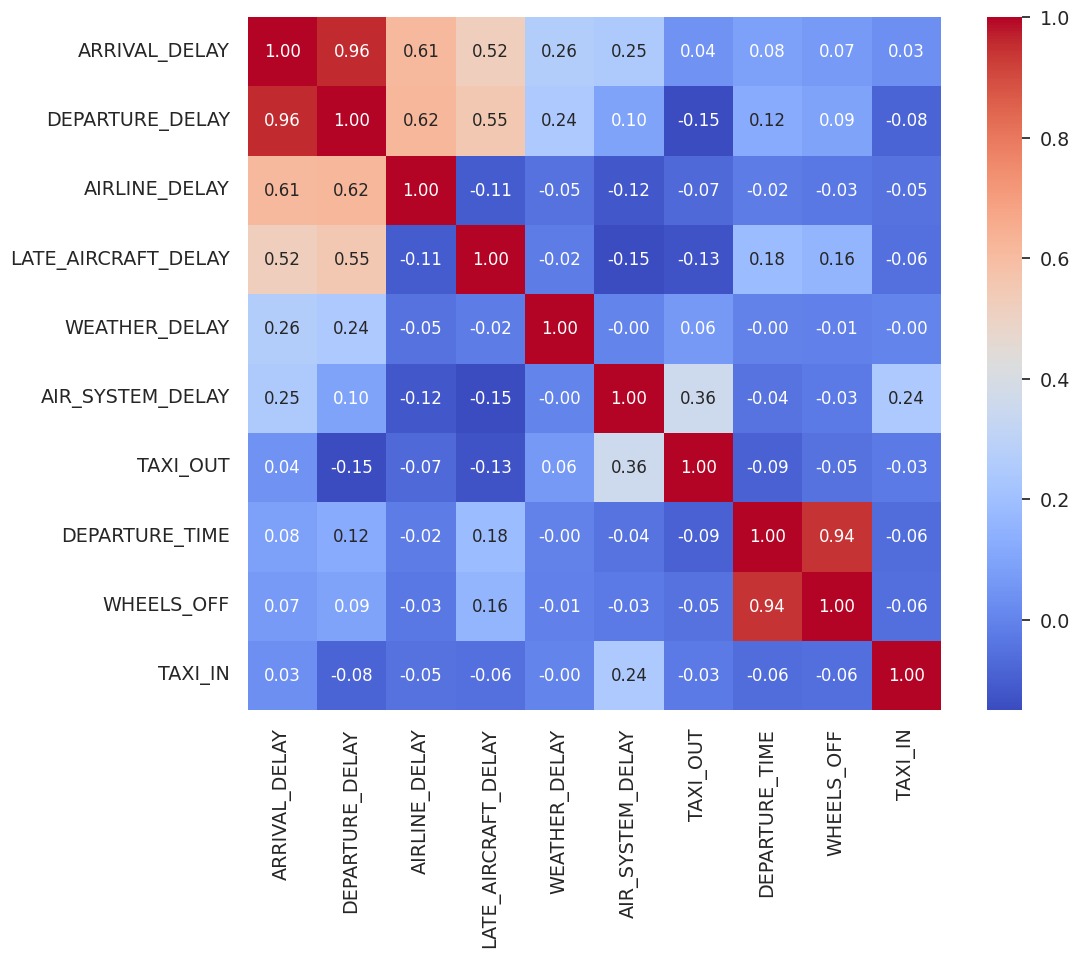 ARRIVAL_DELAY 1.00 0.96 0.61 0.52 0.26 0.25 0.04 0.08 0.07 0.03
DEPARTURE_DELAY 0.96 1.00 0.62 0.55 0.24 0.10 -0.15 0.12 0.09 -0.08
AIRLINE_DELAY 0.61 0.62 1.00 -0.11 -0.05 -0.12 -0.07 -0.02 -0.03 -0.05
LATE_AIRCRAFT_DELAY 0.52 0.55 -0.11 1.00 -0.02 -0.15 -0.13 0.18 0.16 -0.06
WEATHER_DELAY 0.26 0.24 -0.05 -0.02 1.00 -0.00 0.06 -0.00 -0.01 -0.00
AIR_SYSTEM_DELAY 0.25 0.10 -0.12 -0.15 -0.00 1.00 0.36 -0.04 -0.03 0.24
TAXI_OUT 0.04 -0.15 -0.07 -0.13 0.06 0.36 1.00 -0.09 -0.05 -0.03
DEPARTURE_TIME 0.08 0.12 -0.02 0.18 -0.00 -0.04 -0.09 1.00 0.94 -0.06
WHEELS_OFF 0.07 0.09 -0.03 0.16 -0.01 -0.03 -0.05 0.94 1.00 -0.06
TAXI_IN 0.03 -0.08 -0.05 -0.06 -0.00 0.24 -0.03 -0.06 -0.06 1.00
ARRIVAL_DELAY
DEPARTURE_DELAY
AIRLINE_DELAY
LATE_AIRCRAFT_DELAY
WEATHER_DELAY
AIR_SYSTEM_DELAY
TAXI_OUT
DEPARTURE_TIME
WHEELS_OFF
TAXI_IN
1.0
0.8
0.6
0.4
0.2
0.0